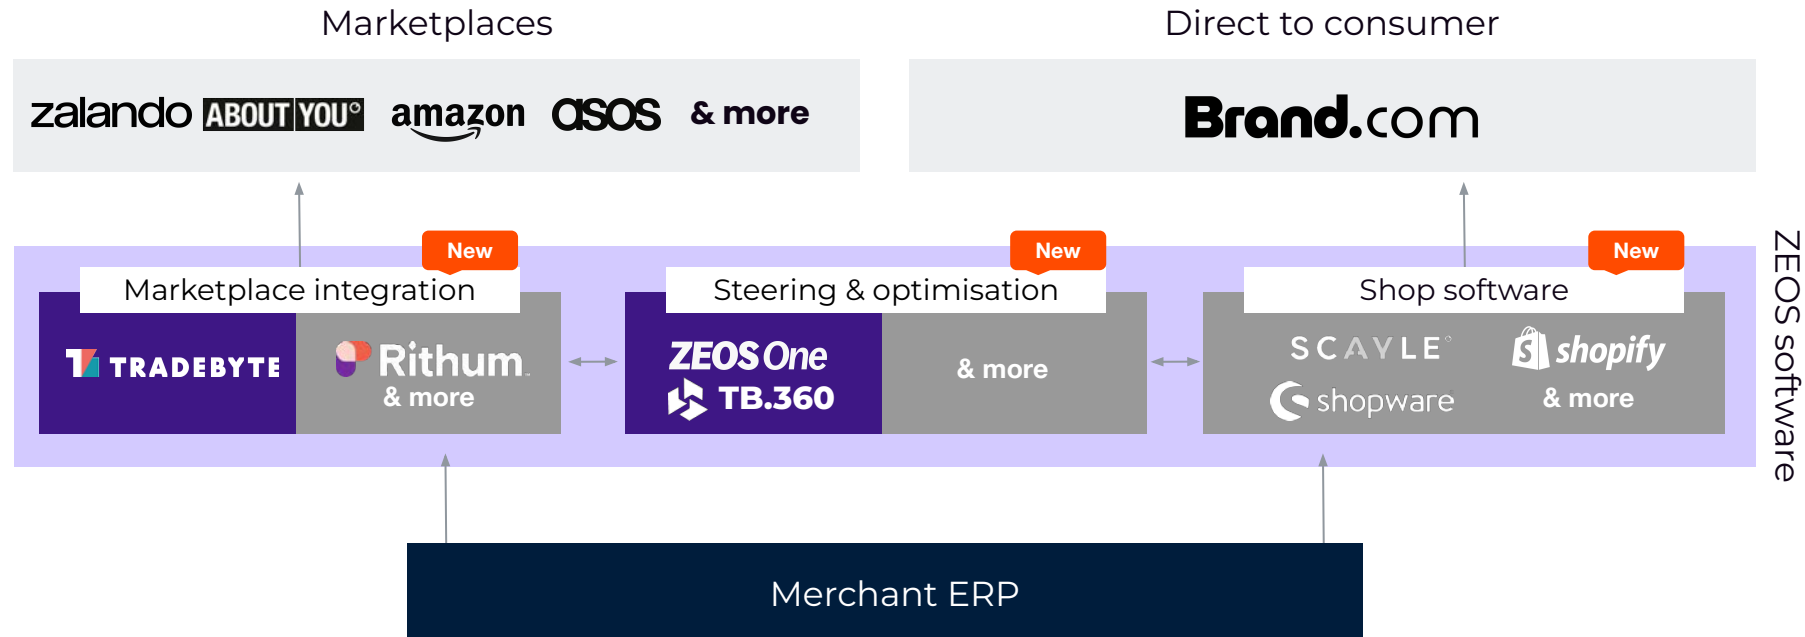 Marketplaces
Direct to consumer
zalando ABOUT YOU amazon asos & more
Brand.com
New
New
New
Marketplace integration
Steering & optimisation
Shop software
TRADEBYTE
Rithum
& more
ZEOS One
TB.360
& more
SCAYLE
shopify
shopware
& more
ZEOS software
Merchant ERP